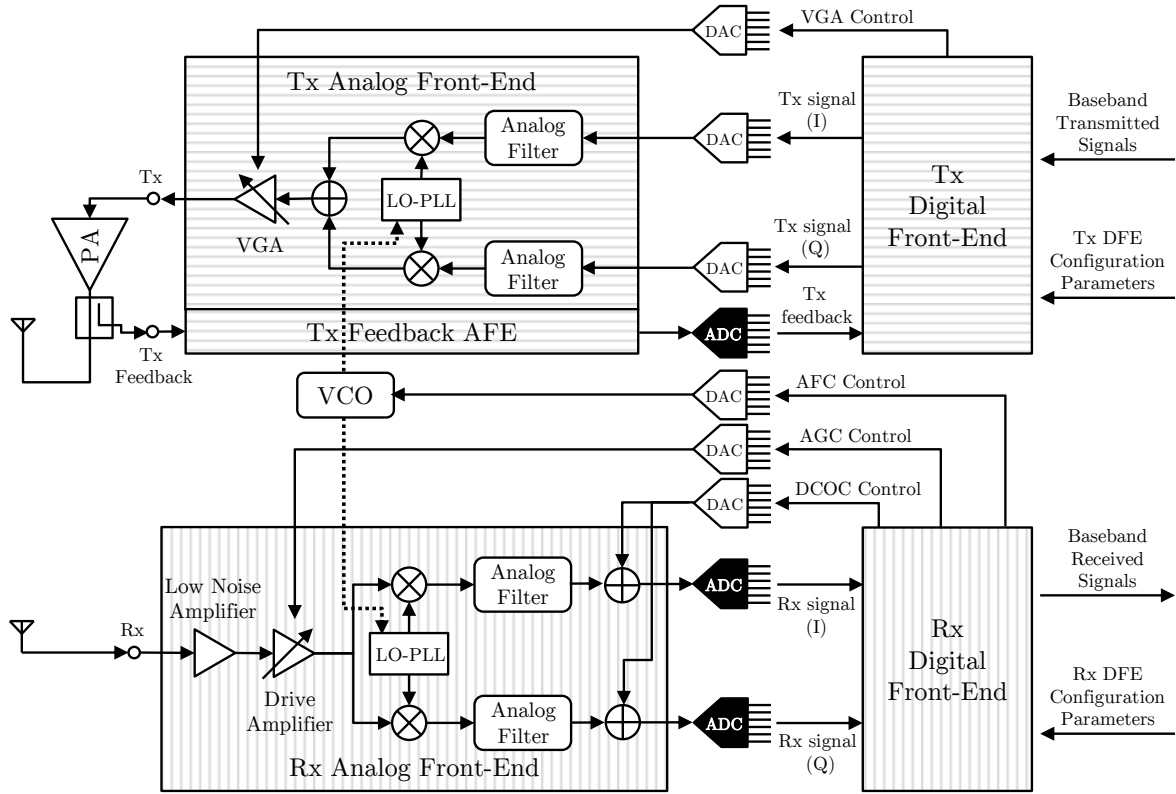 DAC
VGA Control
Tx Analog Front-End
Analog
Filter
DAC
Tx signal
(I)
Baseband
Transmitted
Signals
Tx
LO-PLL
Tx
Digital
Front-End
PA
VGA
Analog
Filter
DAC
Tx signal
(Q)
Tx DFE
Configuration
Parameters
Tx Feedback AFE
ADC
Tx
feedback
Tx
Feedback
VCO
DAC
AFC Control
DAC
AGC Control
DAC
DCOC Control
Low Noise
Amplifier
Analog
Filter
ADC
Rx signal
(I)
Baseband
Received
Signals
Rx
LO-PLL
Rx
Digital
Front-End
Drive
Amplifier
Analog
Filter
ADC
Rx signal
(Q)
Rx DFE
Configuration
Parameters
Rx Analog Front-End